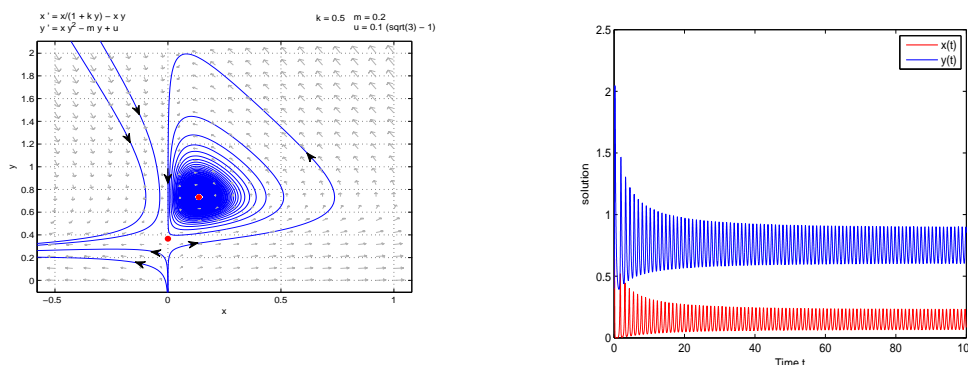 x ' = x/(1 + k y) − x y
y ' = x y² − m y + u
k = 0.5
m = 0.2
u = 0.1 (sqrt(3) − 1)
2
1.8
1.6
1.4
1.2
1
0.8
0.6
0.4
0.2
0
y
−0.5
0
0.5
1
x
2.5
2
1.5
1
0.5
0
solution
x(t)
y(t)
0
20
40
60
80
100
Time t